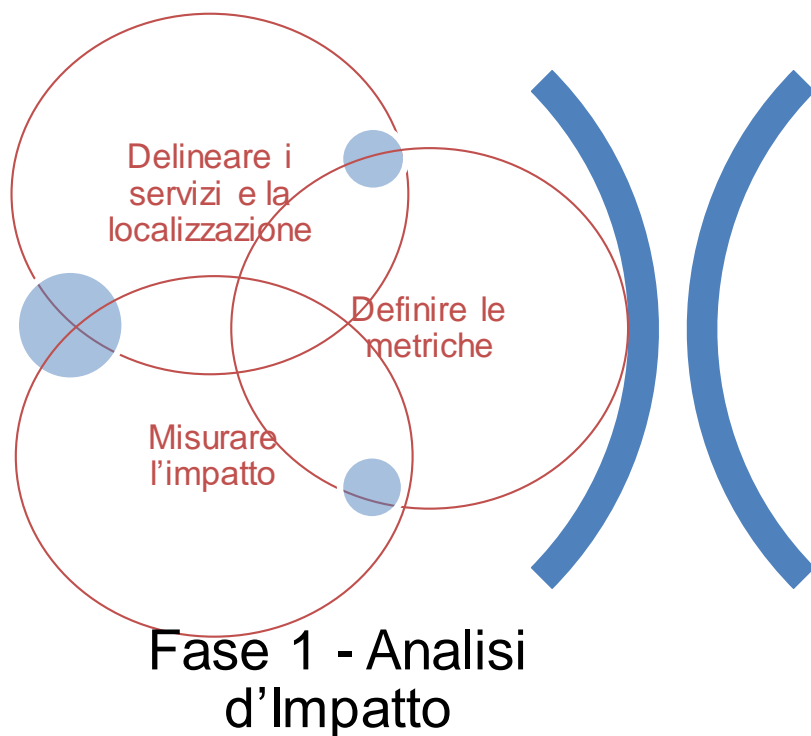 Delineare i
servizi e la
localizzazione
Definire le
metriche
Misurare
l’impatto
Fase 1 - Analisi
d’Impatto